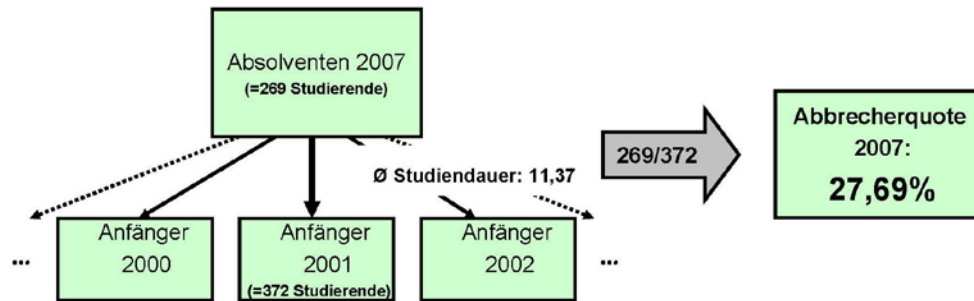 Absolventen 2007
(=269 Studierende)
Ø Studiendauer: 11,37
269/372
Abbrecherquote
2007:
27,69%
...
Anfänger
2000
Anfänger
2001
(=372 Studierende)
Anfänger
2002
...